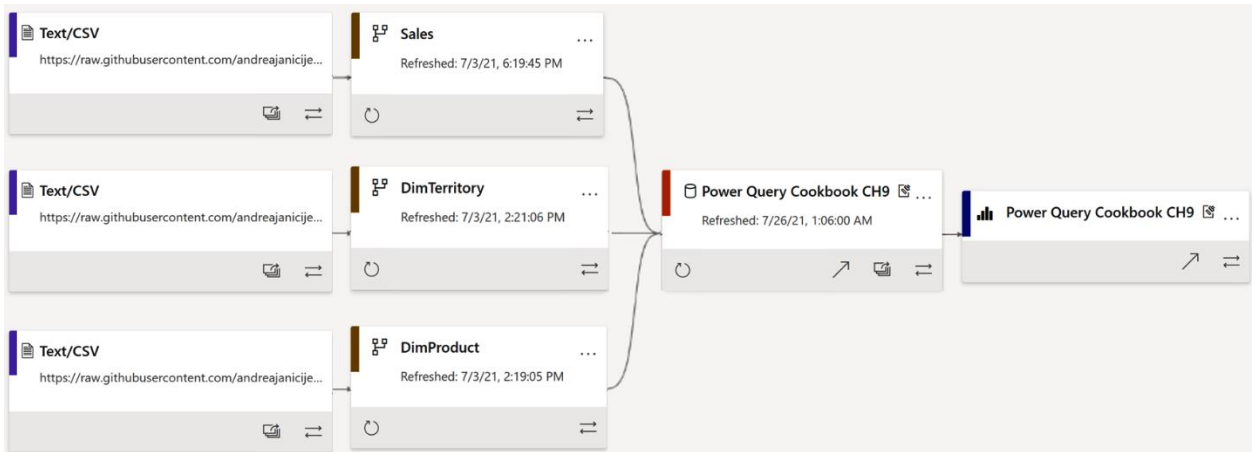 Text/CSV
https://raw.githubusercontent.com/andreajanicije...
Sales
...
Refreshed: 7/3/21, 6:19:45 PM
Text/CSV
https://raw.githubusercontent.com/andreajanicije...
DimTerritory
...
Refreshed: 7/3/21, 2:21:06 PM
Power Query Cookbook CH9
...
Refreshed: 7/26/21, 1:06:00 AM
Power Query Cookbook CH9
...
Text/CSV
https://raw.githubusercontent.com/andreajanicije...
DimProduct
...
Refreshed: 7/3/21, 2:19:05 PM